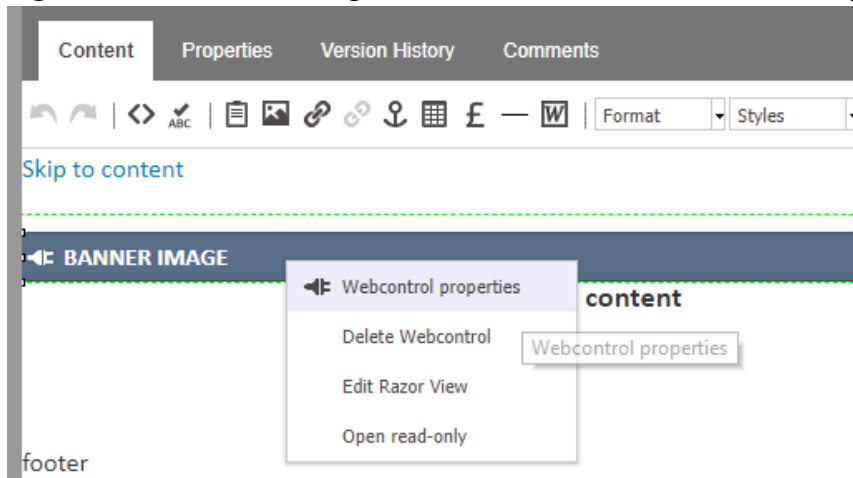 Content Properties Version History Comments
ABC £ W Format Styles
Skip to content
BANNER IMAGE
Webcontrol properties
content
Delete Webcontrol
Webcontrol properties
Edit Razor View
Open read-only
footer